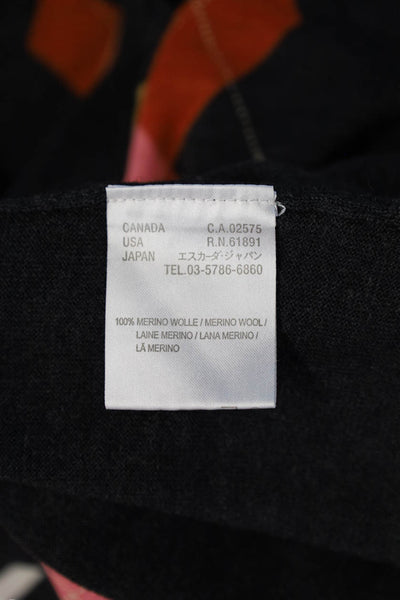 CANADA C.A.02575
USA R.N.61891
JAPAN エスカーダ・ジャパン
TEL.03-5786-6860
100% MERINO WOLLE / MERINO WOOL /
LAINE MERINO / LANA MERINO /
LÃ MERINO